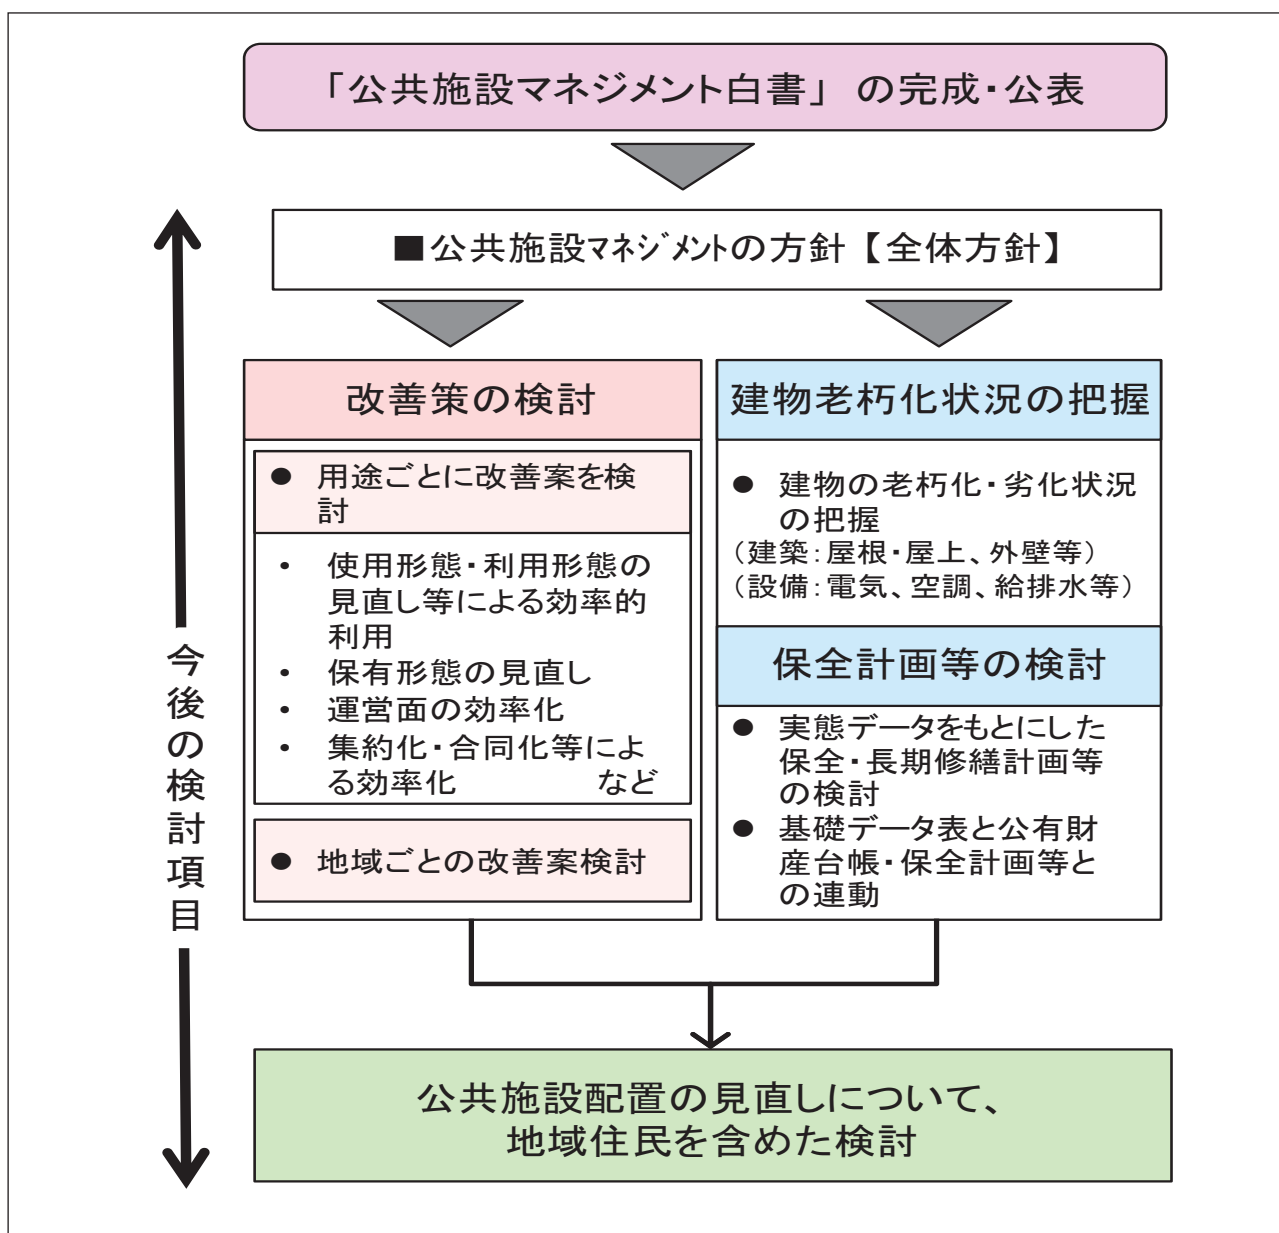 「公共施設マネジメント白書」 の完成・公表
■公共施設ﾏﾈｼﾞﾒﾝﾄの方針【全体方針】
今後の検討項目
改善策の検討
● 用途ごとに改善案を検
討
・ 使用形態・利用形態の
見直し等による効率的
利用
・ 保有形態の見直し
・ 運営面の効率化
・ 集約化・合同化等によ
る効率化 など
● 地域ごとの改善案検討
建物老朽化状況の把握
● 建物の老朽化・劣化状況
の把握
（建築：屋根・屋上、外壁等）
（設備：電気、空調、給排水等）
保全計画等の検討
● 実態データをもとにした
保全・長期修繕計画等
の検討
● 基礎データ表と公有財
産台帳・保全計画等と
の連動
公共施設配置の見直しについて、
地域住民を含めた検討